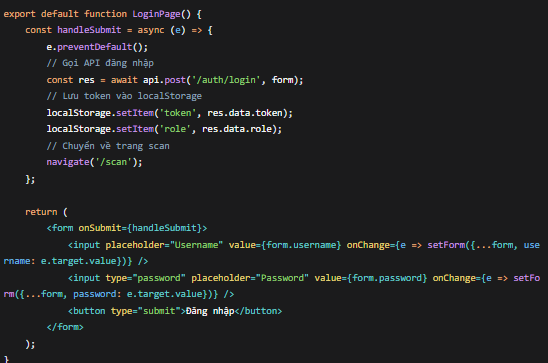 export default function LoginPage() {
    const handleSubmit = async (e) => {
        e.preventDefault();
        // Gọi API đăng nhập
        const res = await api.post('/auth/login', form);
        // Lưu token vào localStorage
        localStorage.setItem('token', res.data.token);
        localStorage.setItem('role', res.data.role);
        // Chuyển về trang scan
        navigate('/scan');
    };

    return (
        <form onSubmit={handleSubmit}>
            <input placeholder="Username" value={form.username} onChange={e => setForm({...form, use
rname: e.target.value})} />
            <input type="password" placeholder="Password" value={form.password} onChange={e => setFo
rm({...form, password: e.target.value})} />
            <button type="submit">Đăng nhập</button>
        </form>
    );
}